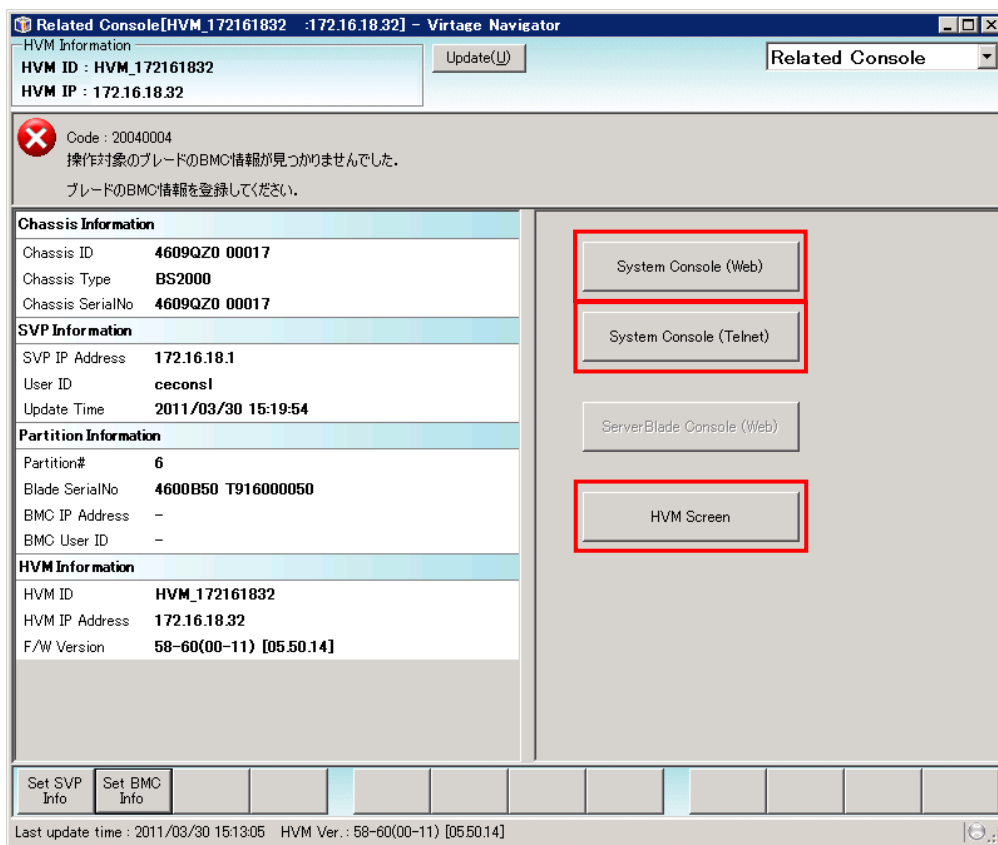 Related Console[HVM_172161832 :172.16.18.32] - Virtage Navigator
HVM Information
HVM ID : HVM_172161832
HVM IP : 172.16.18.32
Update(U)
Related Console
Code : 20040004
操作対象のブレードのBMC情報が見つかりませんでした.
ブレードのBMC情報を登録してください.
Chassis Information
Chassis ID 4609QZ0 00017
Chassis Type BS2000
Chassis SerialNo 4609QZ0 00017
SVP Information
SVP IP Address 172.16.18.1
User ID ceconsl
Update Time 2011/03/30 15:19:54
Partition Information
Partition# 6
Blade SerialNo 4600B50 T916000050
BMC IP Address -
BMC User ID -
HVM Information
HVM ID HVM_172161832
HVM IP Address 172.16.18.32
F/W Version 58-60(00-11) [05.50.14]
System Console (Web)
System Console (Telnet)
ServerBlade Console (Web)
HVM Screen
Set SVP Info
Set BMC Info
Last update time : 2011/03/30 15:13:05 HVM Ver. : 58-60(00-11) [05.50.14]